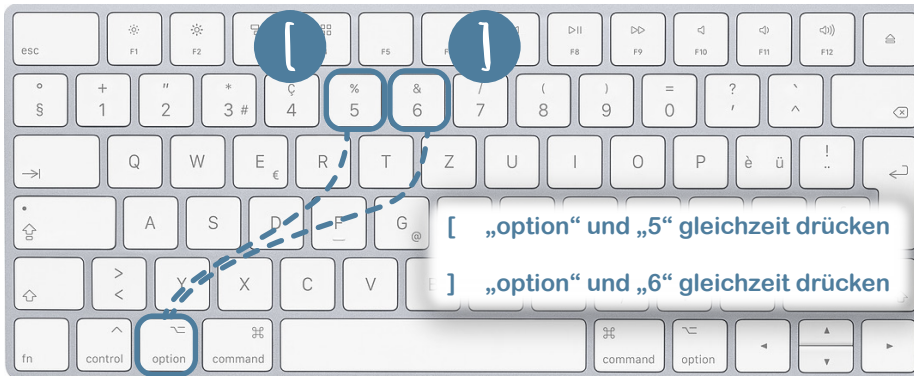 esc F1 F2 F5 F8 F9 F10 F11 F12
[ ]
° + " * Ç % & / ( ) = ? `
§ 1 2 3 # 4 5 6 7 8 9 0 ' ^
Q W E € R T Z U I O P è ü ! ¨
A S D F G @
[ „option“ und „5“ gleichzeit drücken
> < Y X C V
] „option“ und „6“ gleichzeit drücken
fn control option command command option